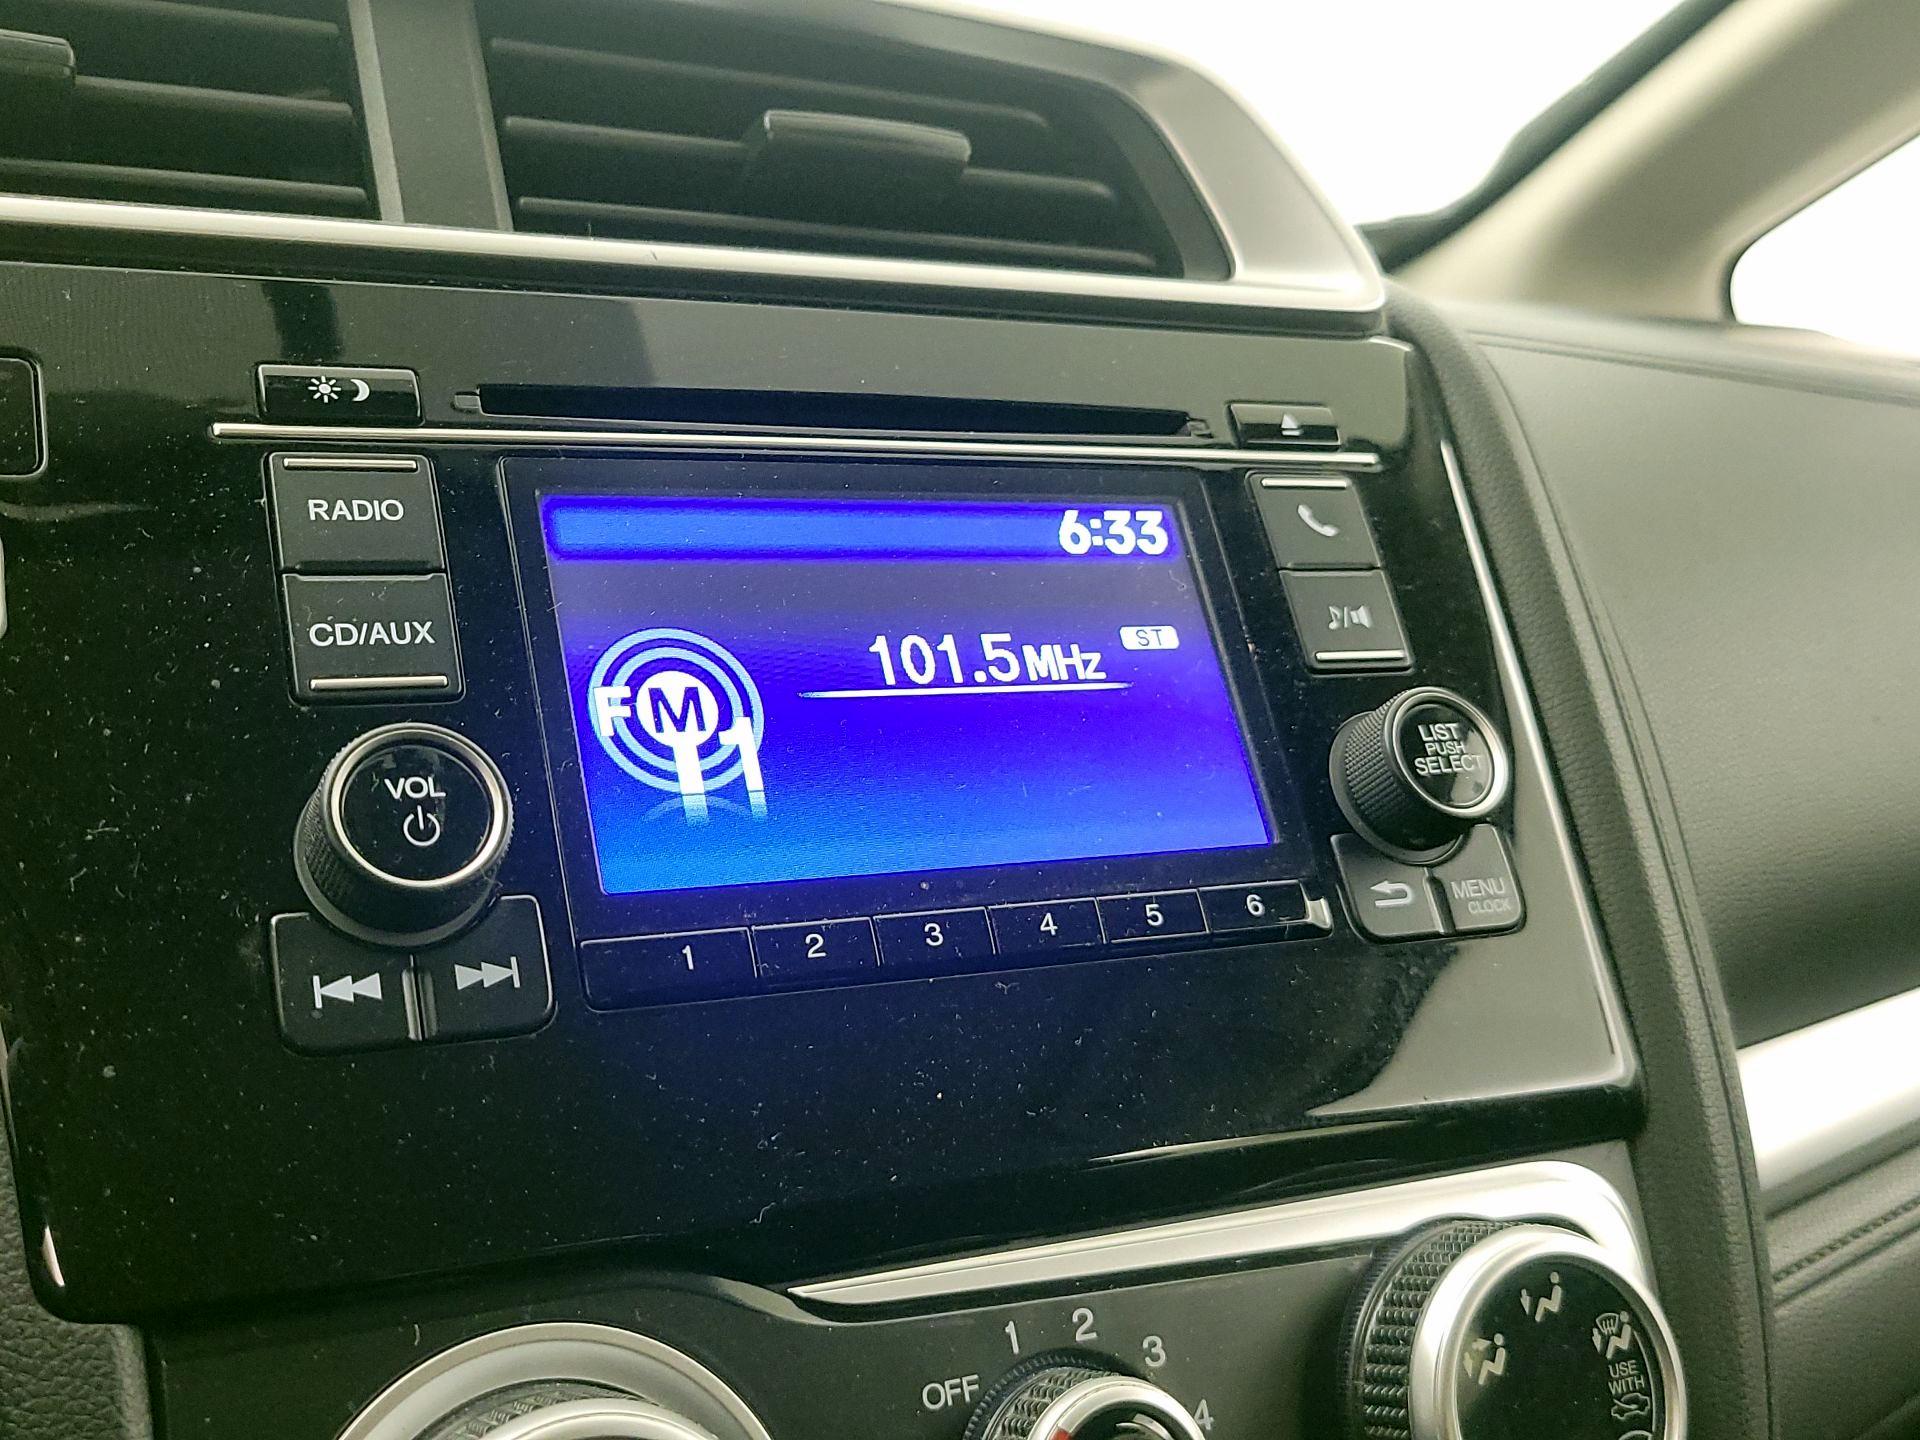 RADIO
6:33
CD/AUX
101.5MHz
ST
FM
1
VOL
LIST
PUSH
SELECT
MENU
CLOCK
1 2 3 4 5 6
OFF 1 2 3 4
USE
WITH